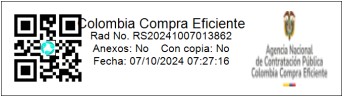 Colombia Compra Eficiente
Rad No. RS20241007013862
Anexos: No Con copia: No
Fecha: 07/10/2024 07:27:16
Agencia Nacional
de Contratación Pública
Colombia Compra Eficiente